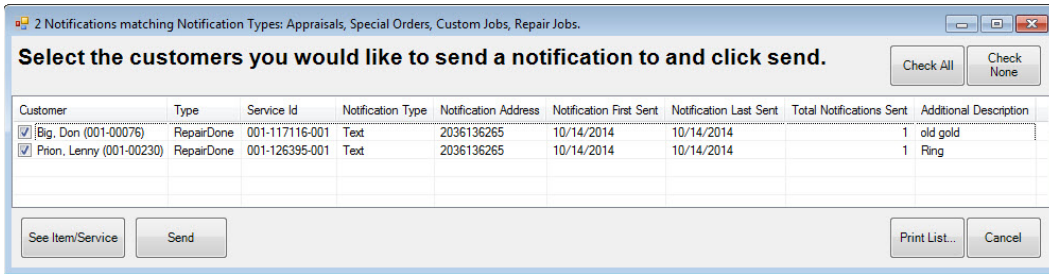 2 Notifications matching Notification Types: Appraisals, Special Orders, Custom Jobs, Repair Jobs.
Select the customers you would like to send a notification to and click send.
Check All
Check
None
Customer Type Service Id Notification Type Notification Address Notification First Sent Notification Last Sent Total Notifications Sent Additional Description
Big, Don (001-00076) RepairDone 001-117116-001 Text 2036136265 10/14/2014 10/14/2014 1 old gold
Prion, Lenny (001-00230) RepairDone 001-126395-001 Text 2036136265 10/14/2014 10/14/2014 1 Ring
See Item/Service Send Print List... Cancel